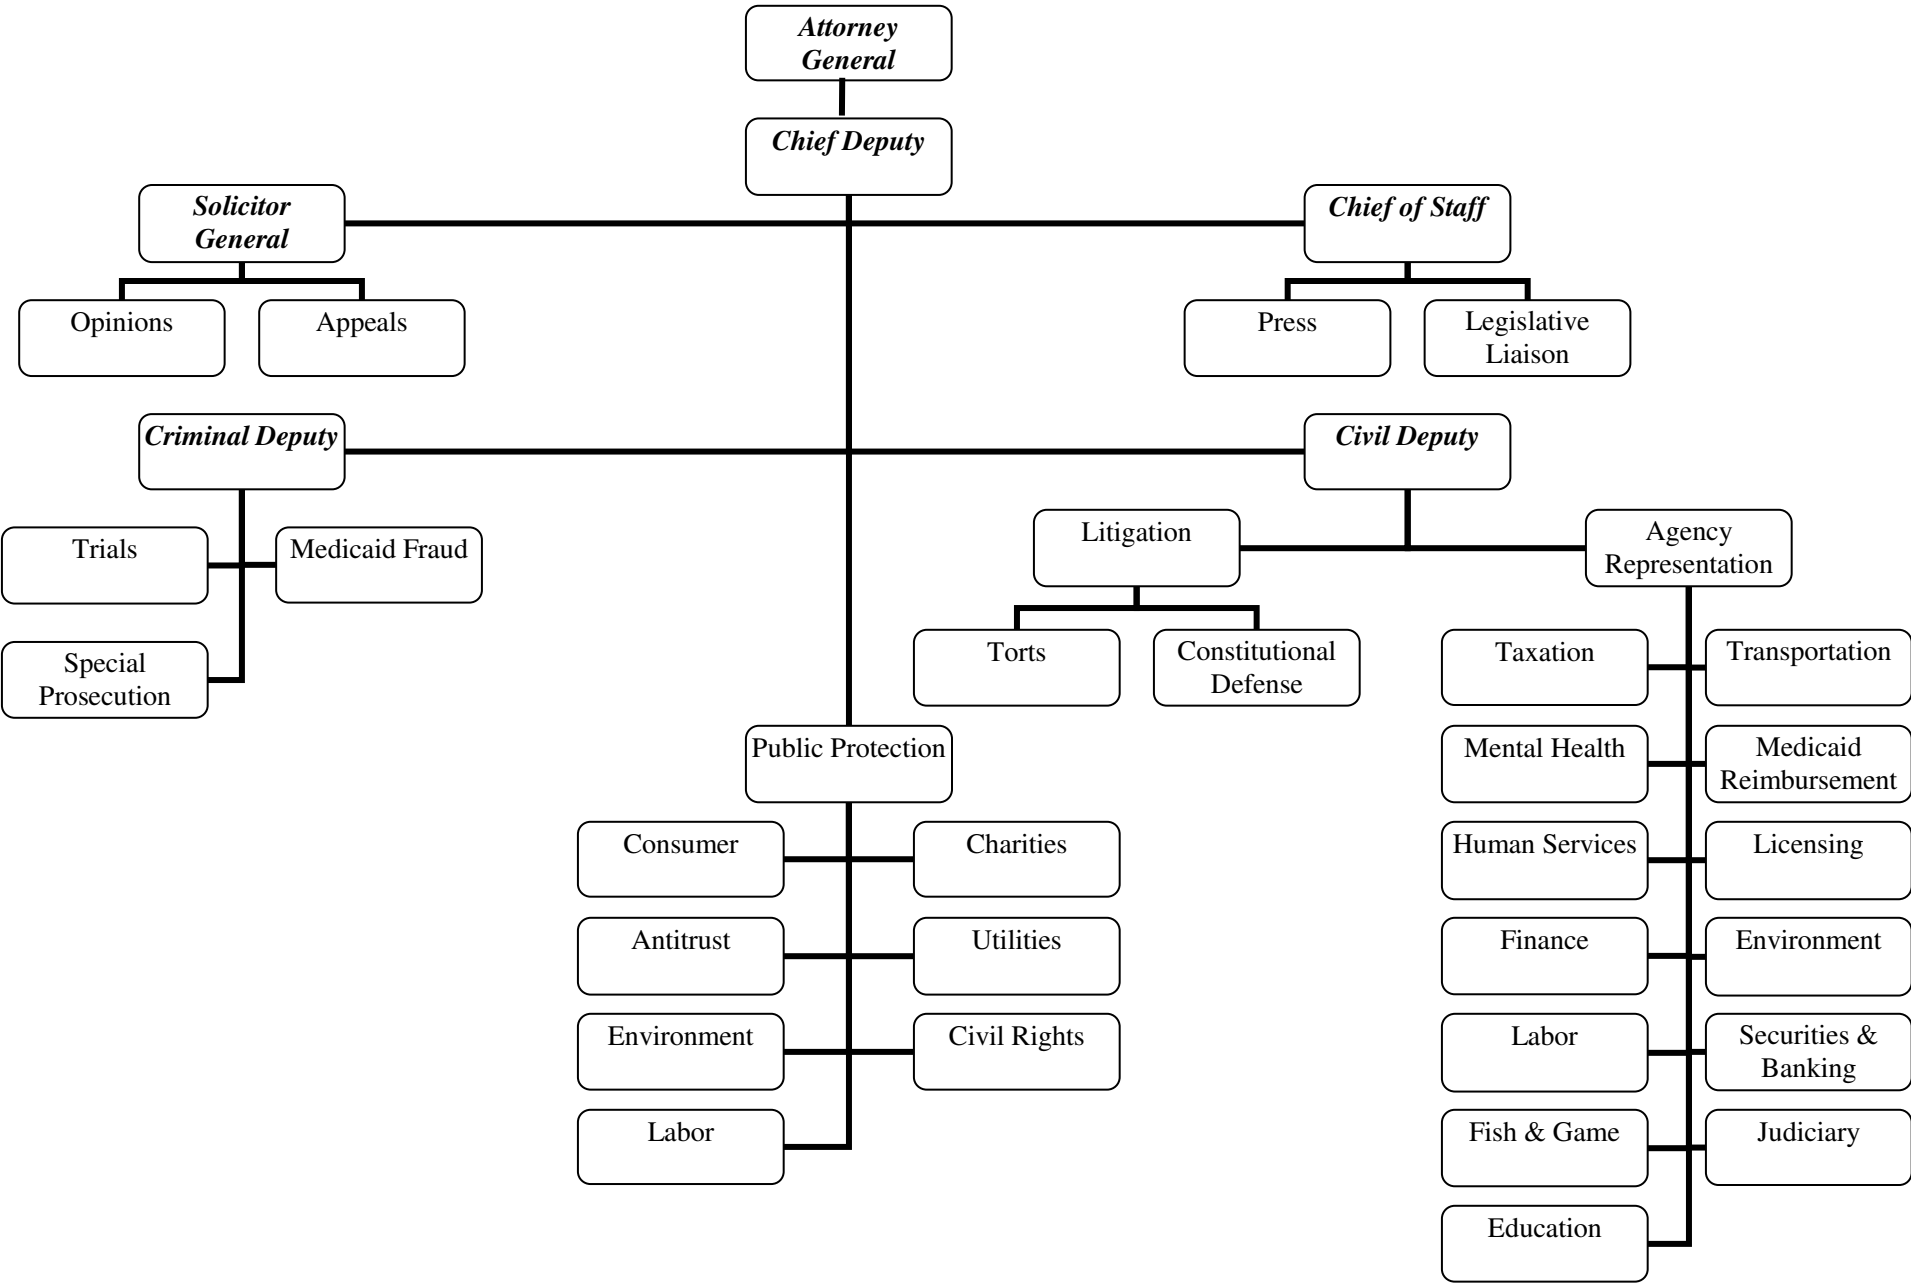 Attorney
General
Chief Deputy
Solicitor
General
Chief of Staff
Opinions
Appeals
Press
Legislative
Liaison
Criminal Deputy
Civil Deputy
Trials
Medicaid Fraud
Special
Prosecution
Litigation
Agency
Representation
Torts
Constitutional
Defense
Public Protection
Consumer
Charities
Antitrust
Utilities
Environment
Civil Rights
Labor
Taxation
Transportation
Mental Health
Medicaid
Reimbursement
Human Services
Licensing
Finance
Environment
Labor
Securities &
Banking
Fish & Game
Judiciary
Education